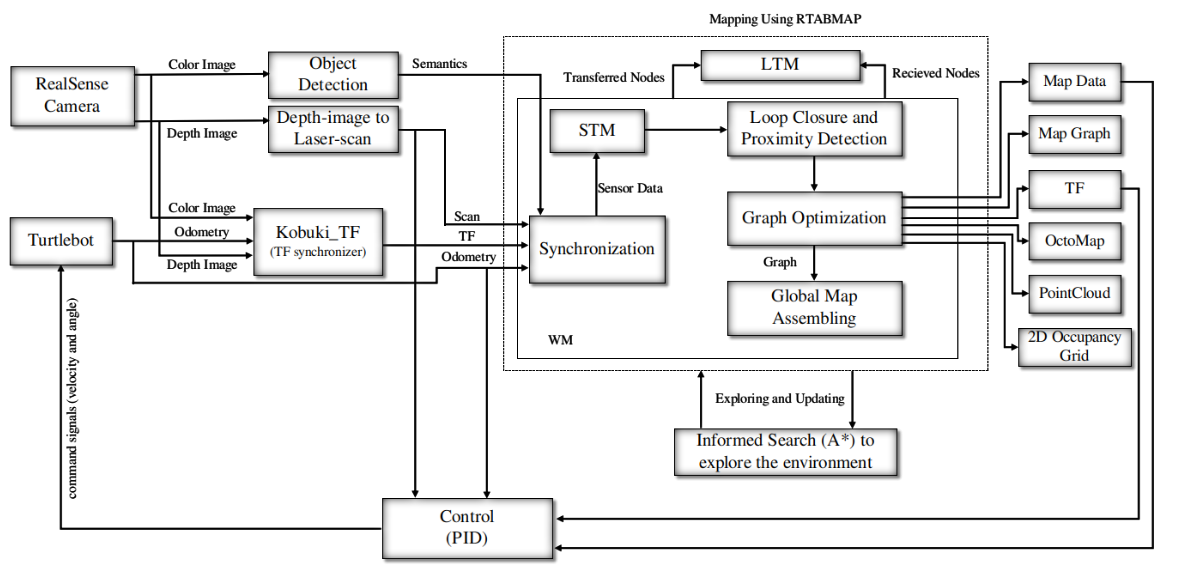 Mapping Using RTABMAP
RealSense
Camera
Color Image
Depth Image
Object
Detection
Depth-image to
Laser-scan
Semantics
Transferred Nodes
LTM
Recieved Nodes
STM
Loop Closure and
Proximity Detection
Map Data
Map Graph
TF
OctoMap
PointCloud
2D Occupancy
Grid
Sensor Data
Turtlebot
Color Image
Odometry
Depth Image
Kobuki_TF
(TF synchronizer)
Scan
TF
Odometry
Synchronization
Graph Optimization
Graph
Global Map
Assembling
WM
Exploring and Updating
Informed Search (A*) to
explore the environment
command signals (velocity and angle)
Control
(PID)